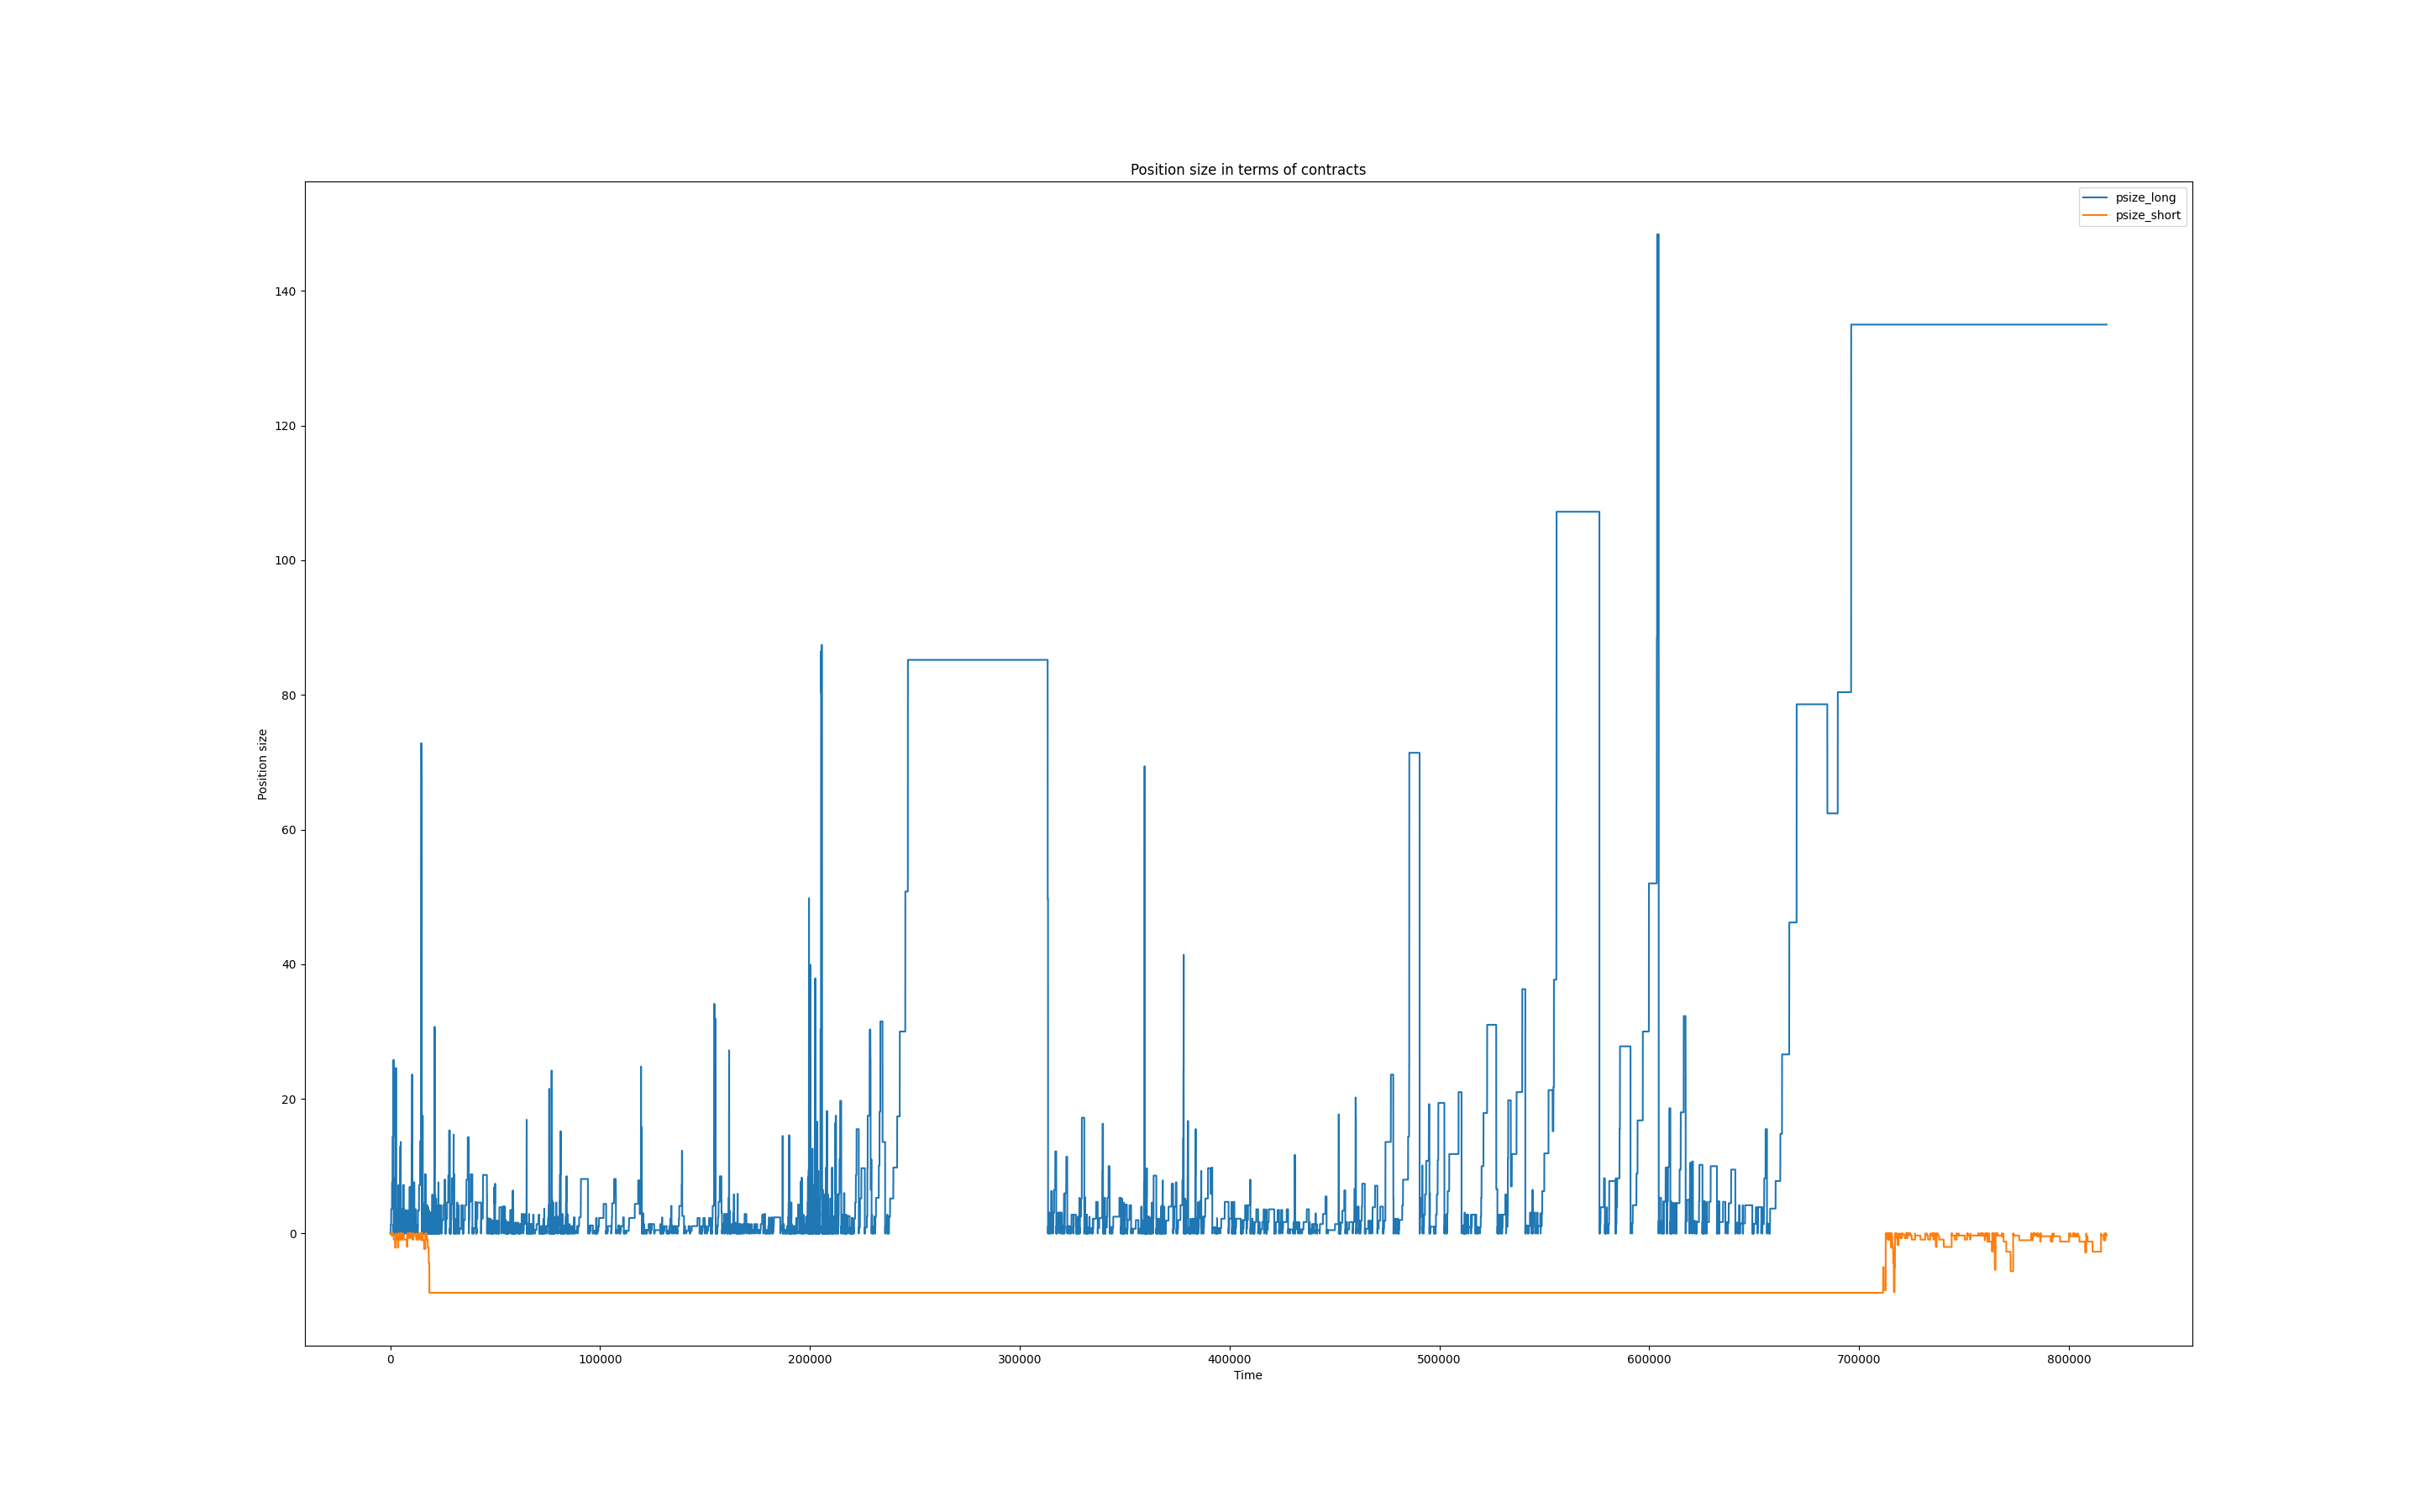 Position size in terms of contracts
psize_long
psize_short
140
120
100
80
60
40
20
0
Position size
0 100000 200000 300000 400000 500000 600000 700000 800000
Time